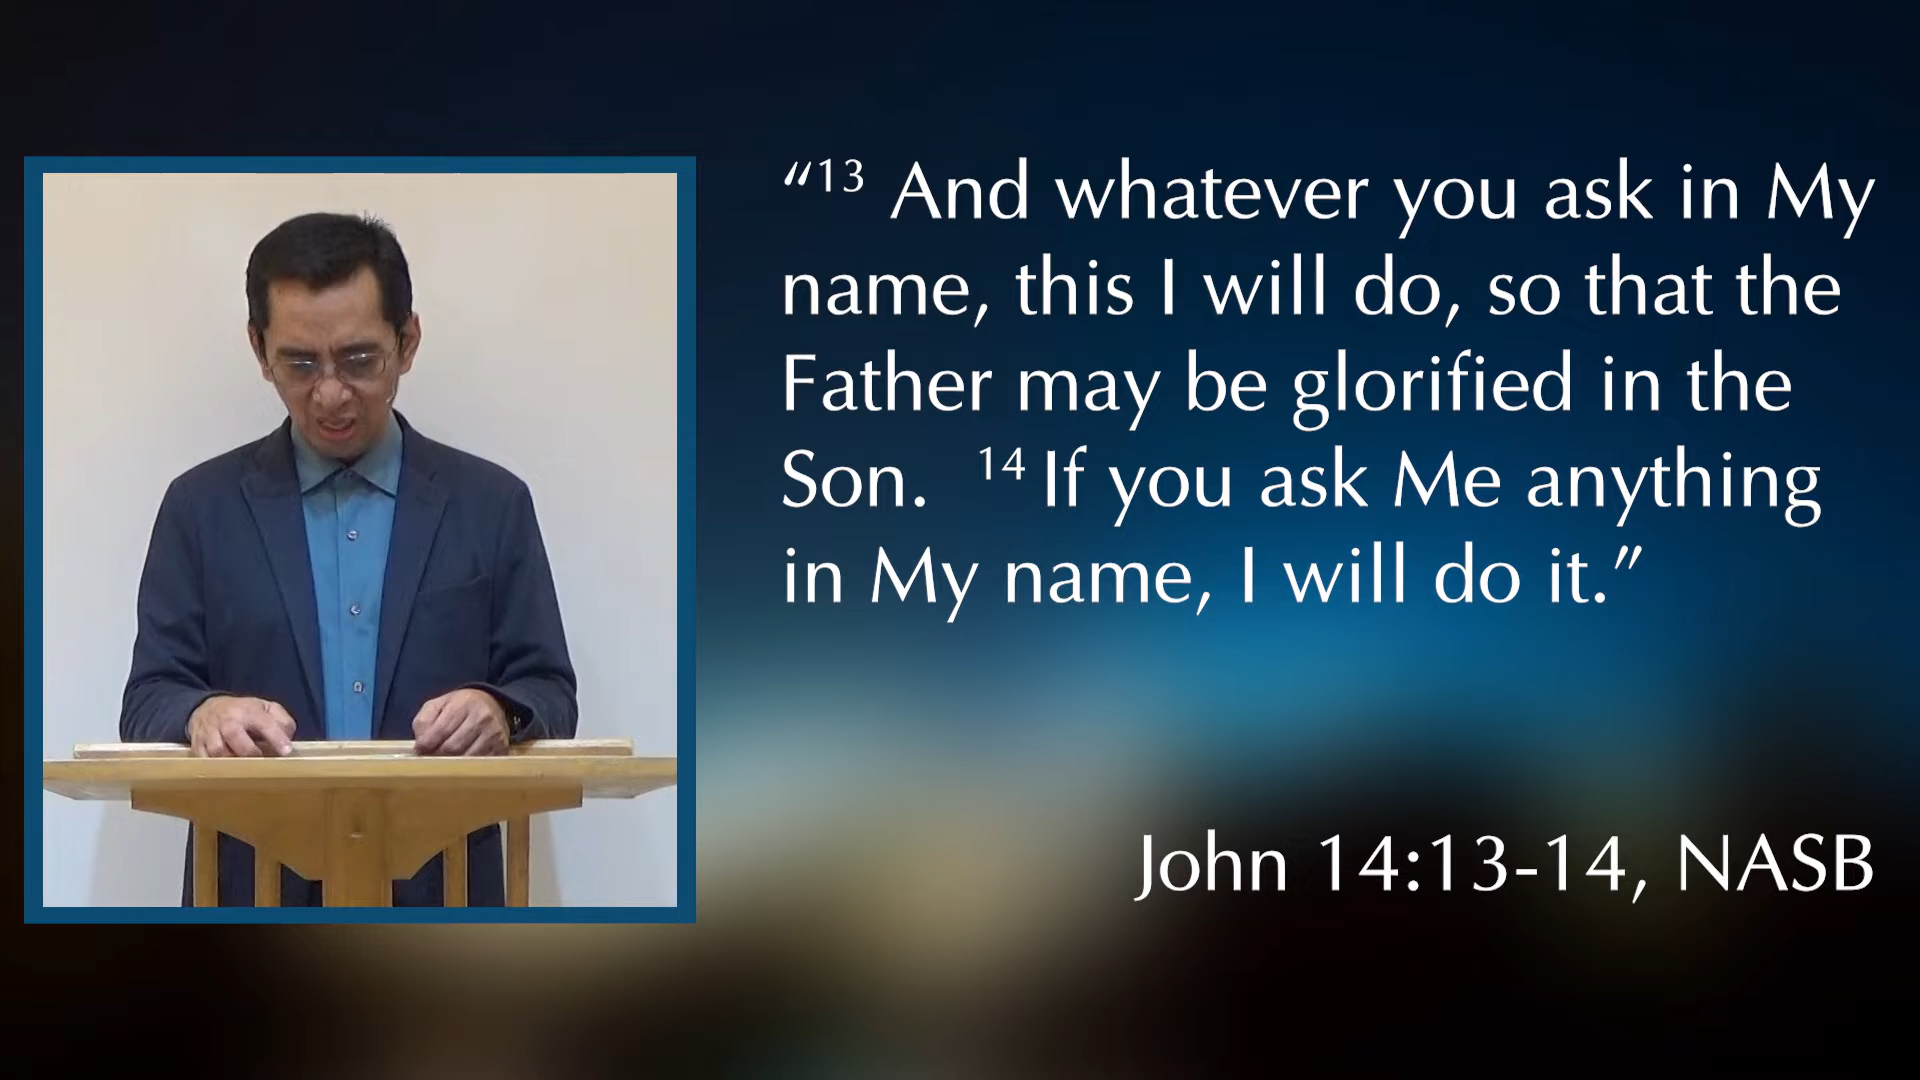 “13 And whatever you ask in My
name, this I will do, so that the
Father may be glorified in the
Son. 14 If you ask Me anything
in My name, I will do it.”
John 14:13-14, NASB